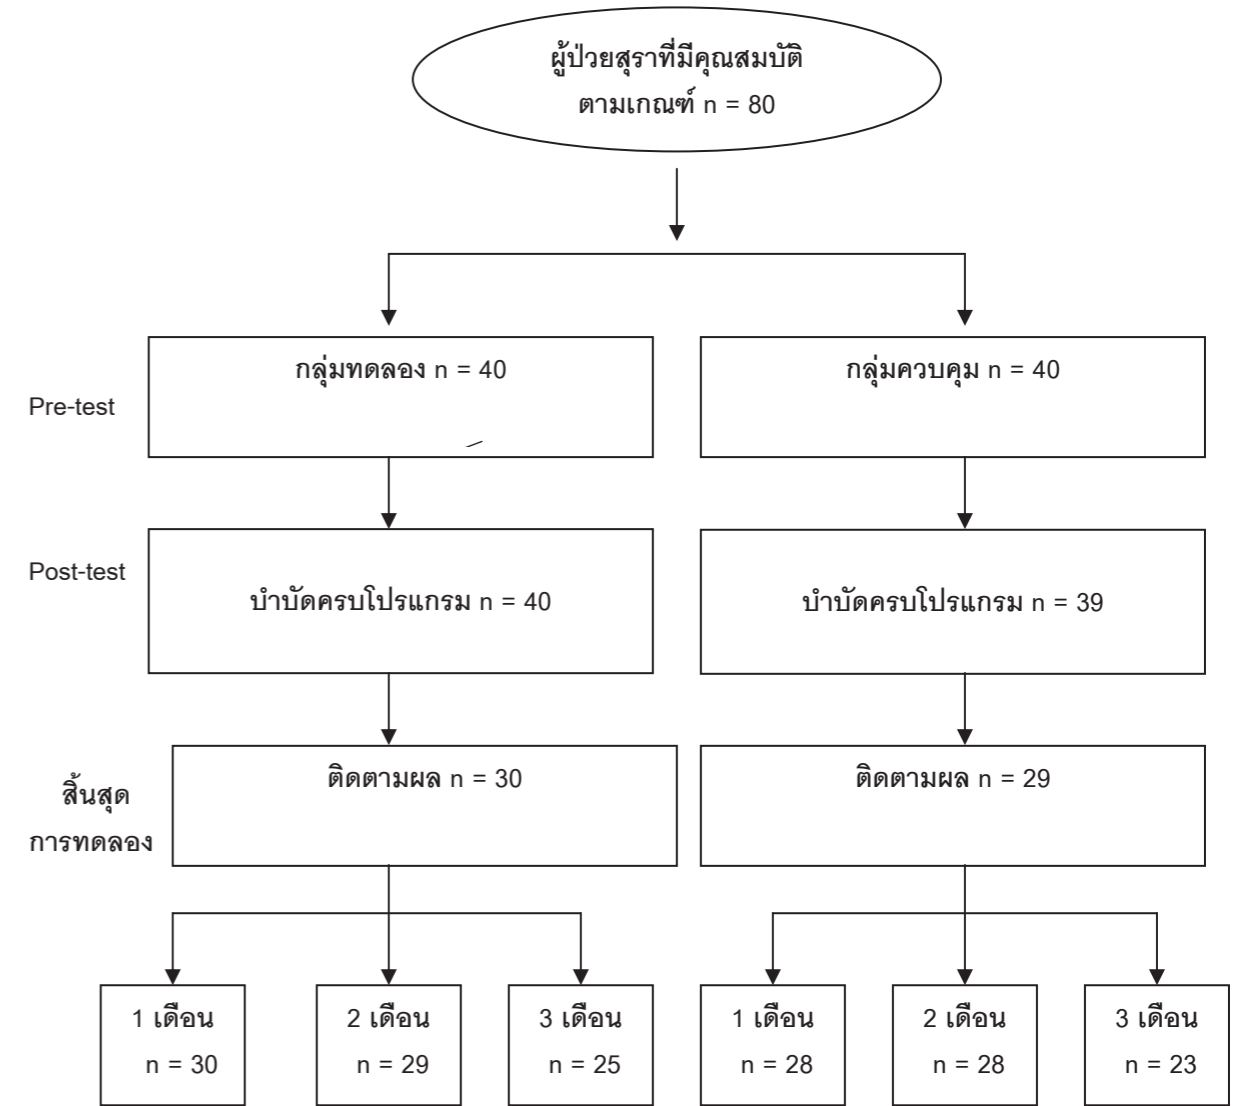 ผู้ป่วยสุราที่มีคุณสมบัติ
ตามเกณฑ์ n = 80
กลุ่มทดลอง n = 40
กลุ่มควบคุม n = 40
Pre-test
Post-test
บำบัดครบโปรแกรม n = 40
บำบัดครบโปรแกรม n = 39
ติดตามผล n = 30
ติดตามผล n = 29
สิ้นสุด
การทดลอง
1 เดือน
n = 30
2 เดือน
n = 29
3 เดือน
n = 25
1 เดือน
n = 28
2 เดือน
n = 28
3 เดือน
n = 23